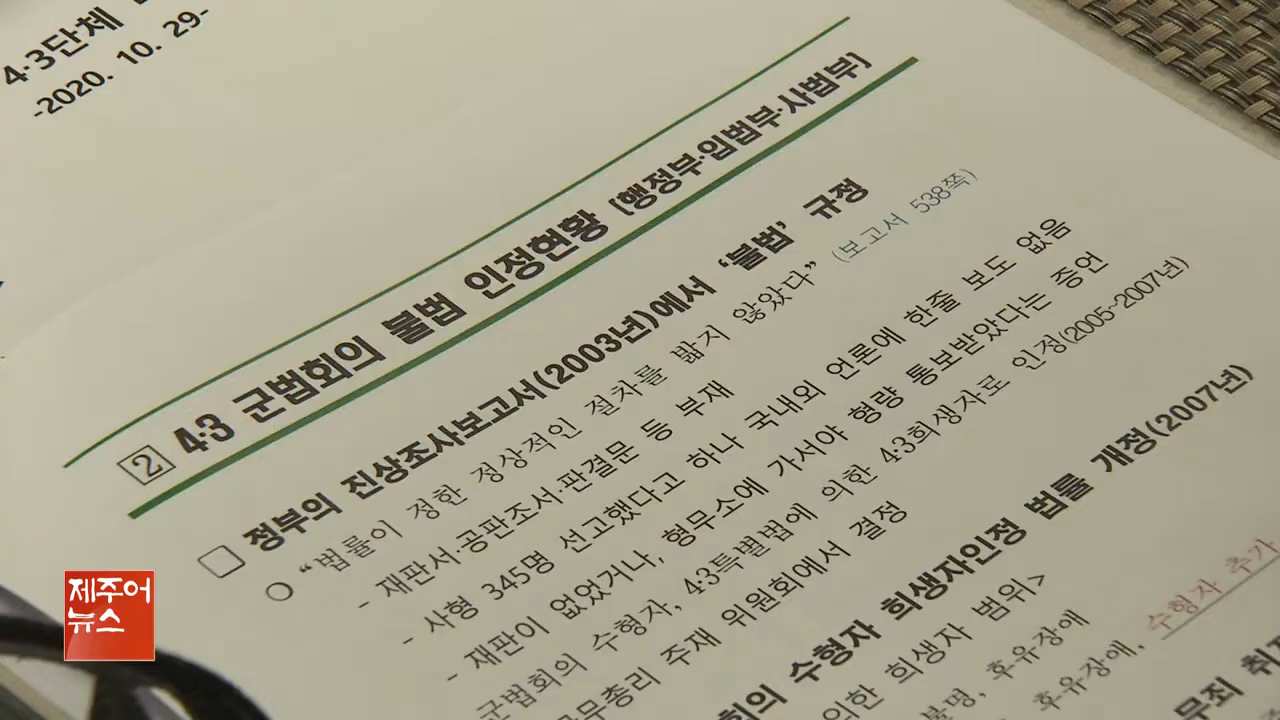 4·3단체
-2020. 10. 29-
2 4·3 군법회의 불법 인정현황 [행정부·입법부·사법부]
□ 정부의 진상조사보고서(2003년)에서 ‘불법’ 규정
○ “법률이 정한 정상적인 절차를 밟지 않았다” (보고서 538쪽)
- 재판서·공판조서·판결문 등 부재
- 사형 345명 선고했다고 하나 국내외 언론에 한줄 보도 없음
- 재판이 없었거나, 형무소에 가서야 형량 통보받았다는 증언
군법회의 수형자, 4·3특별법에 의한 4·3희생자로 인정(2005~2007년)
총리 주재 위원회에서 결정
회의 수형자 희생자인정 법률 개정(2007년)
의한 희생자 범위>
불명, 후유장애
후유장애, 수형자 추가
무죄 취
제주어
뉴스